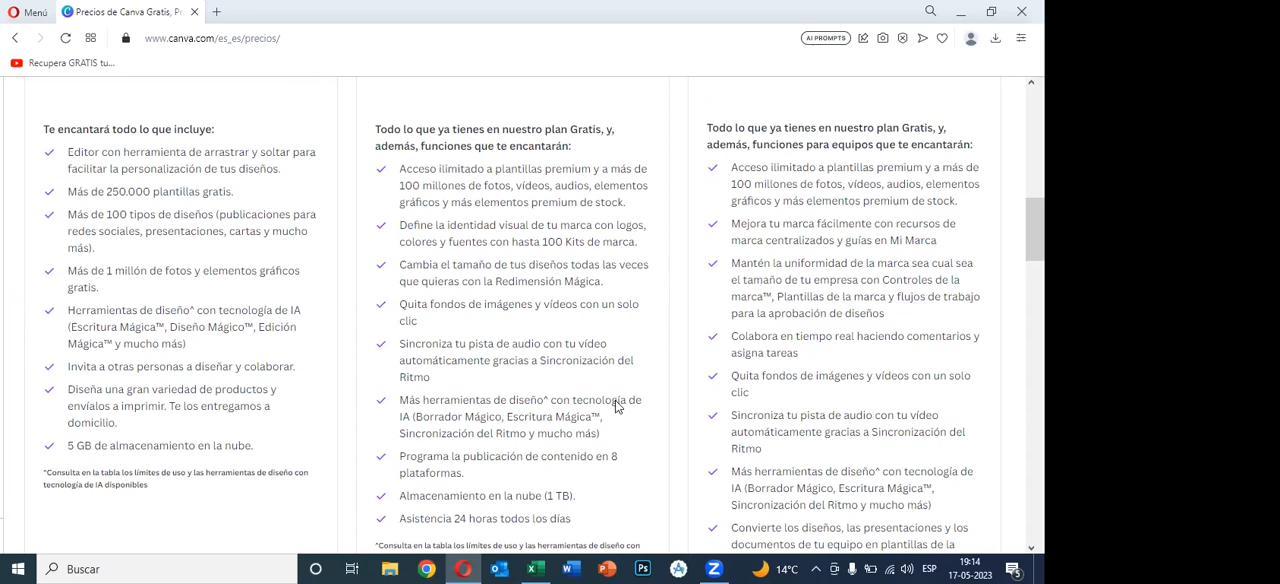 Menú
Precios de Canva Gratis, Pr
www.canva.com/es_es/precios/
AI PROMPTS
Recupera GRATIS tu...
Te encantará todo lo que incluye:
Editor con herramienta de arrastrar y soltar para
facilitar la personalización de tus diseños.
Más de 250.000 plantillas gratis.
Más de 100 tipos de diseños (publicaciones para
redes sociales, presentaciones, cartas y mucho
más).
Más de 1 millón de fotos y elementos gráficos
gratis.
Herramientas de diseño^ con tecnología de IA
(Escritura Mágica™, Diseño Mágico™, Edición
Mágica™ y mucho más)
Invita a otras personas a diseñar y colaborar.
Diseña una gran variedad de productos y
envíalos a imprimir. Te los entregamos a
domicilio.
5 GB de almacenamiento en la nube.
^Consulta en la tabla los límites de uso y las herramientas de diseño con
tecnología de IA disponibles
Todo lo que ya tienes en nuestro plan Gratis, y,
además, funciones que te encantarán:
Acceso ilimitado a plantillas premium y a más de
100 millones de fotos, vídeos, audios, elementos
gráficos y más elementos premium de stock.
Define la identidad visual de tu marca con logos,
colores y fuentes con hasta 100 Kits de marca.
Cambia el tamaño de tus diseños todas las veces
que quieras con la Redimensión Mágica.
Quita fondos de imágenes y vídeos con un solo
clic
Sincroniza tu pista de audio con tu vídeo
automáticamente gracias a Sincronización del
Ritmo
Más herramientas de diseño^ con tecnología de
IA (Borrador Mágico, Escritura Mágica™,
Sincronización del Ritmo y mucho más)
Programa la publicación de contenido en 8
plataformas.
Almacenamiento en la nube (1 TB).
Asistencia 24 horas todos los días
^Consulta en la tabla los límites de uso y las herramientas de diseño con
Todo lo que ya tienes en nuestro plan Gratis, y,
además, funciones para equipos que te encantarán:
Acceso ilimitado a plantillas premium y a más de
100 millones de fotos, vídeos, audios, elementos
gráficos y más elementos premium de stock.
Mejora tu marca fácilmente con recursos de
marca centralizados y guías en Mi Marca
Mantén la uniformidad de la marca sea cual sea
el tamaño de tu empresa con Controles de la
marca™, Plantillas de la marca y flujos de trabajo
para la aprobación de diseños
Colabora en tiempo real haciendo comentarios y
asigna tareas
Quita fondos de imágenes y vídeos con un solo
clic
Sincroniza tu pista de audio con tu vídeo
automáticamente gracias a Sincronización del
Ritmo
Más herramientas de diseño^ con tecnología de
IA (Borrador Mágico, Escritura Mágica™,
Sincronización del Ritmo y mucho más)
Convierte los diseños, las presentaciones y los
documentos de tu equipo en plantillas de la
Buscar
14°C
ESP
19:14
17-05-2023
5